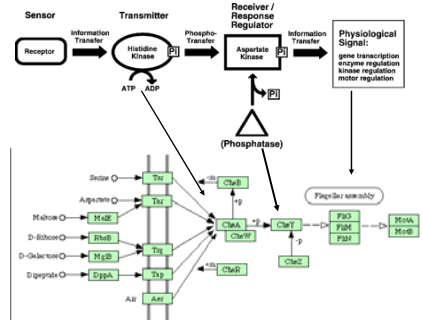 Sensor
Transmitter
Receiver /
Response
Regulator
Physiological
Signal:
gene transcription
enzyme regulation
kinase regulation
motor regulation
Receptor
Information
Transfer
Histidine
Kinase
Pi
Phospho-
Transfer
Aspartate
Kinase
Pi
Information
Transfer
ATP
ADP
Pi
(Phosphatase)
Serine
Tsr
CheB
+m
Aspartate
Tar
+p
Flagellar assembly
Maltose
MalE
CheA
CheW
+p
CheY
FliG
FliM
FliN
MotA
MotB
D-Ribose
RbsB
Trg
-p
D-Galactose
MglB
CheZ
Dipeptide
DppA
Tap
+m
CheR
Air
Aer